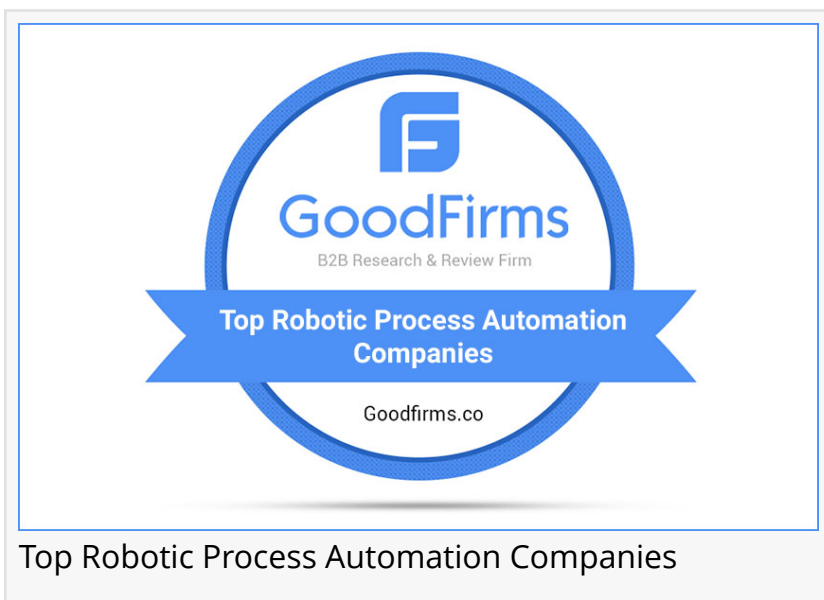 GoodFirms
B2B Research & Review Firm
Top Robotic Process Automation
Companies
Goodfirms.co
Top Robotic Process Automation Companies